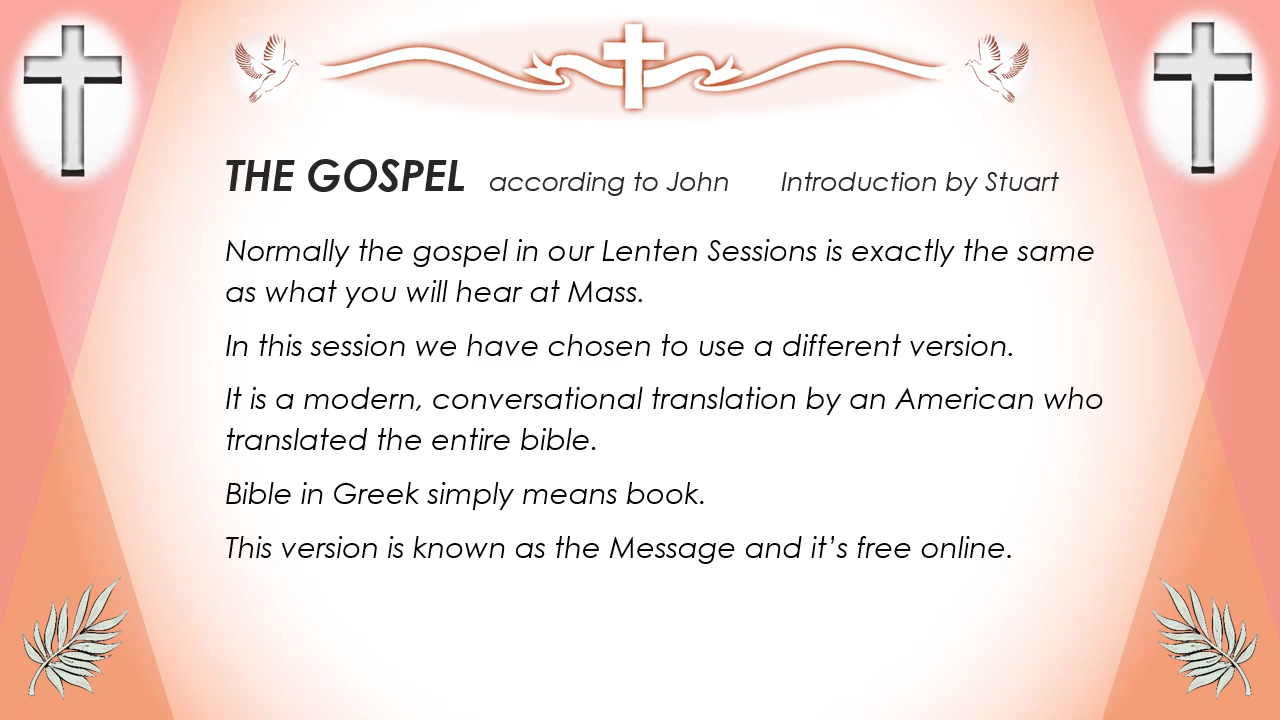 THE GOSPEL according to John Introduction by Stuart
Normally the gospel in our Lenten Sessions is exactly the same
as what you will hear at Mass.
In this session we have chosen to use a different version.
It is a modern, conversational translation by an American who
translated the entire bible.
Bible in Greek simply means book.
This version is known as the Message and it’s free online.